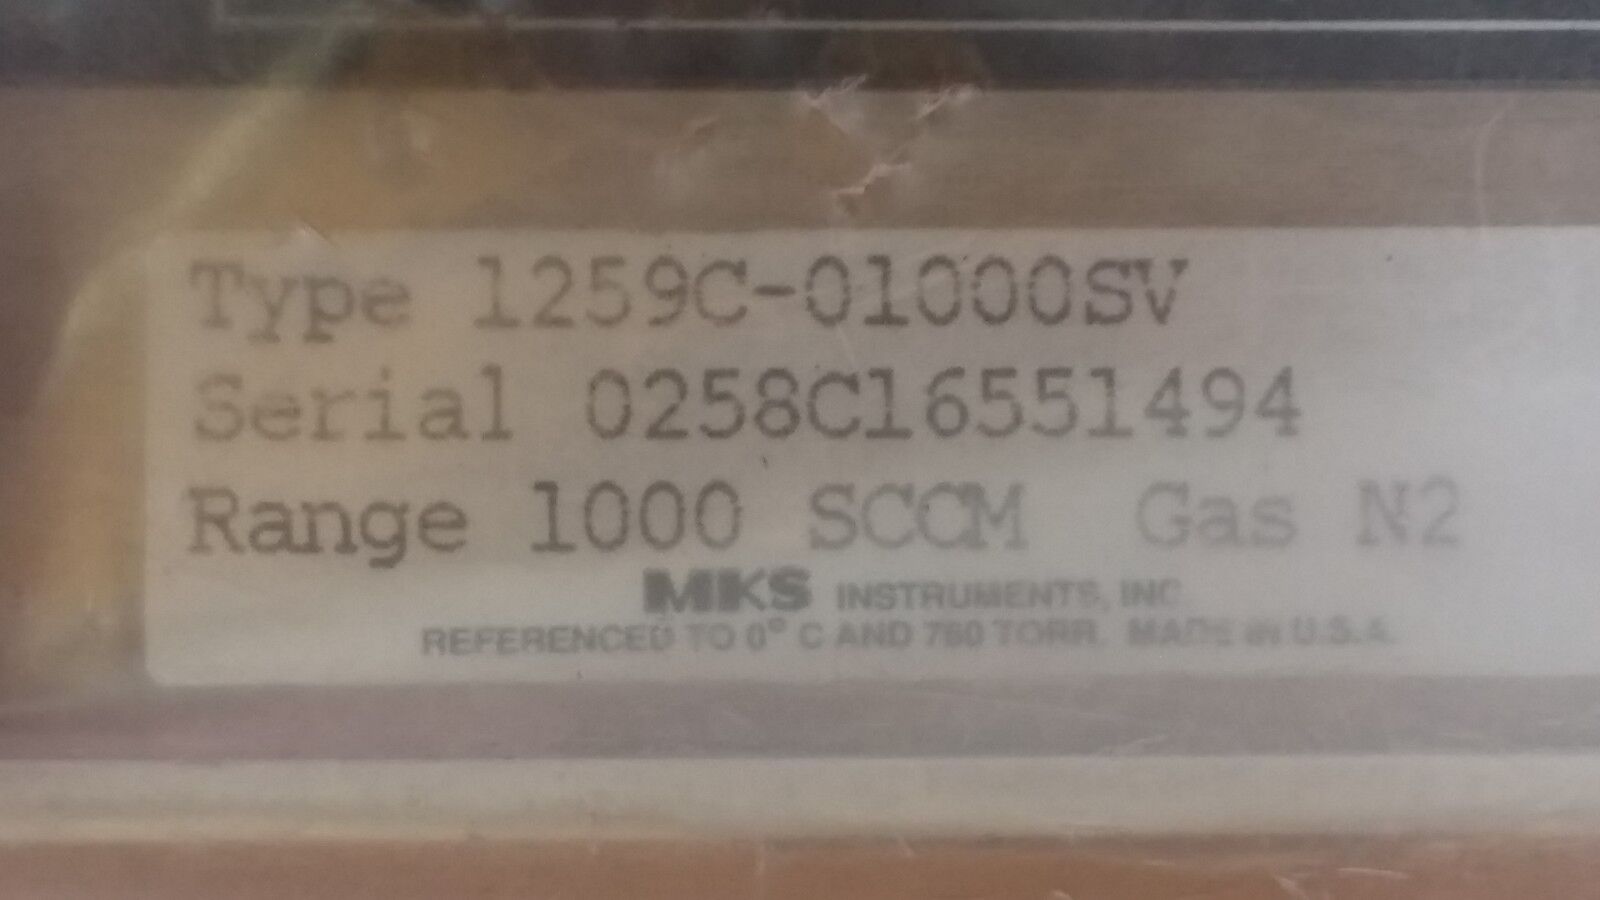 Type 1259C-01000SV
Serial 0258C16551494
Range 1000 SCCM Gas N2
MKS INSTRUMENTS, INC.
REFERENCED TO 0° C AND 760 TORR. MADE IN U.S.A.